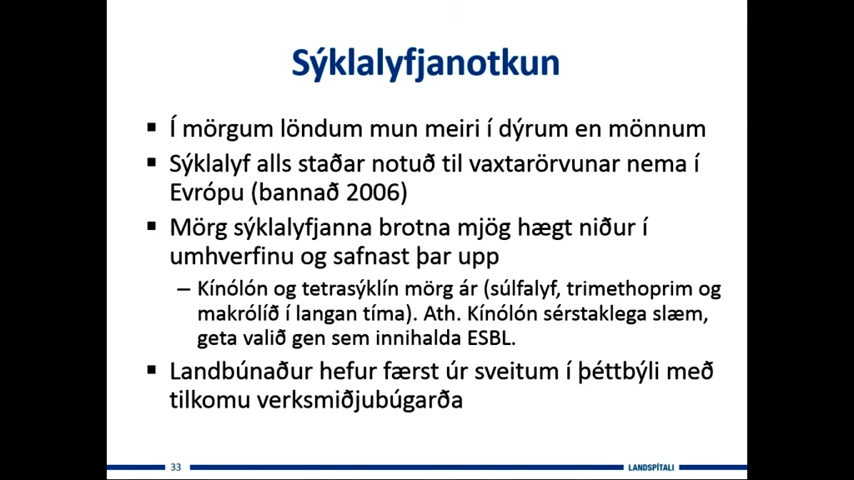 Sýklalyfjanotkun
▪ Í mörgum löndum mun meiri í dýrum en mönnum
▪ Sýklalyf alls staðar notuð til vaxtarörvunar nema í
Evrópu (bannað 2006)
▪ Mörg sýklalyfjanna brotna mjög hægt niður í
umhverfinu og safnast þar upp
– Kínólón og tetrasýklín mörg ár (súlfalyf, trimethoprim og
makrólíð í langan tíma). Ath. Kínólón sérstaklega slæm,
geta valið gen sem innihalda ESBL.
▪ Landbúnaður hefur færst úr sveitum í þéttbýli með
tilkomu verksmiðjubúgarða
33
LANDSPÍTALI